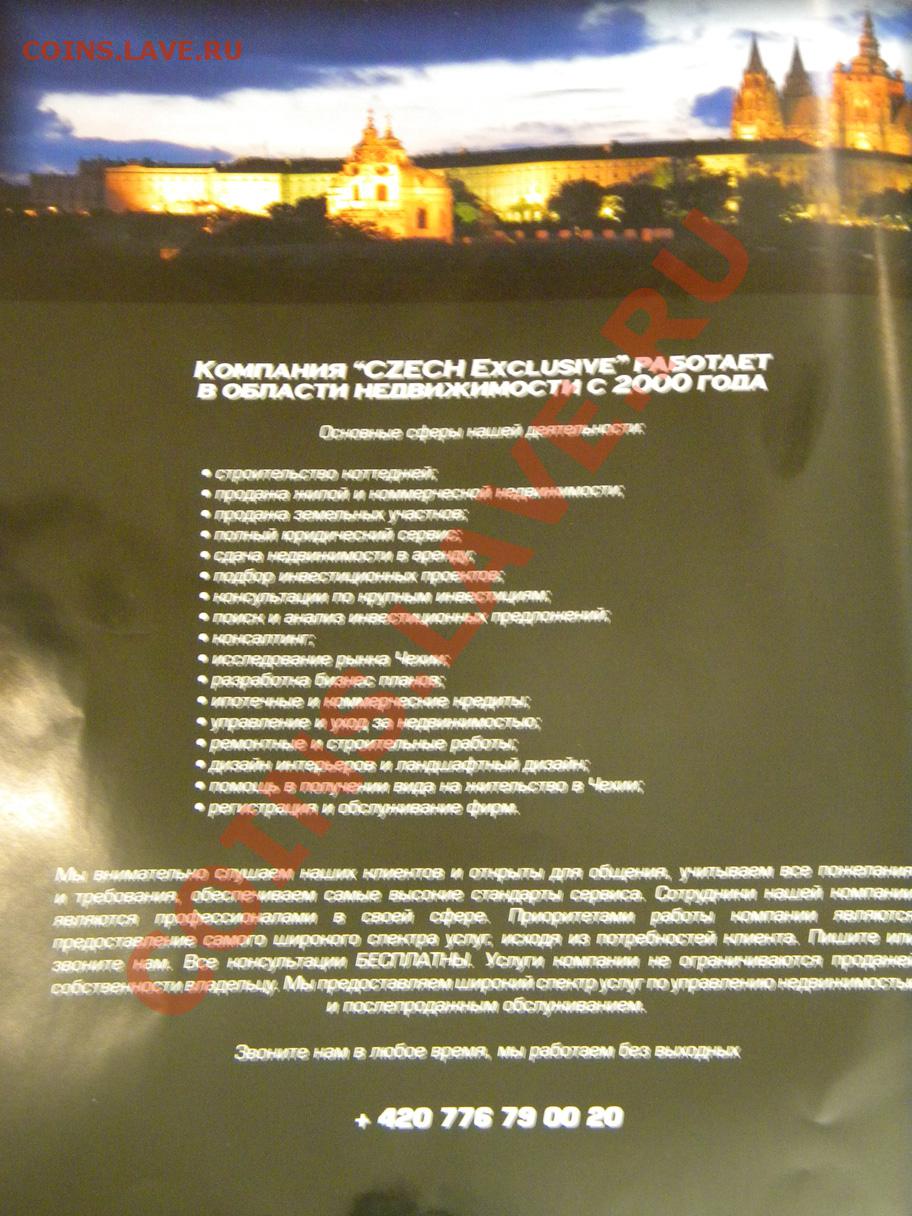 COINS.LAVE.RU
КОМПАНИЯ “CZECH EXCLUSIVE” РАБОТАЕТ
В ОБЛАСТИ НЕДВИЖИМОСТИ С 2000 ГОДА
Основные сферы нашей деятельности:
• строительство коттеджей;
• продажа жилой и коммерческой недвижимости;
• продажа земельных участков;
• полный юридический сервис;
• сдача недвижимости в аренду;
• подбор инвестиционных проектов;
• консультации по крупным инвестициям;
• поиск и анализ инвестиционных предложений;
• консалтинг;
• исследование рынка Чехии;
• разработка бизнес планов;
• ипотечные и коммерческие кредиты;
• управление и уход за недвижимостью;
• ремонтные и строительные работы;
• дизайн интерьеров и ландшафтный дизайн;
• помощь в получении вида на жительство в Чехии;
• регистрация и обслуживание фирм.
Мы внимательно слушаем наших клиентов и открыты для общения, учитываем все пожелания
и требования, обеспечиваем самые высокие стандарты сервиса. Сотрудники нашей компании
являются профессионалами в своей сфере. Приоритетами работы компании являются
предоставление самого широкого спектра услуг, исходя из потребностей клиента. Пишите или
звоните нам. Все консультации БЕСПЛАТНЫ. Услуги компании не ограничиваются продажей
собственности владельцу. Мы предоставляем широкий спектр услуг по управлению недвижимостью
и послепродажным обслуживанием.
Звоните нам в любое время, мы работаем без выходных
+ 420 776 79 00 20
COINS.LAVE.RU